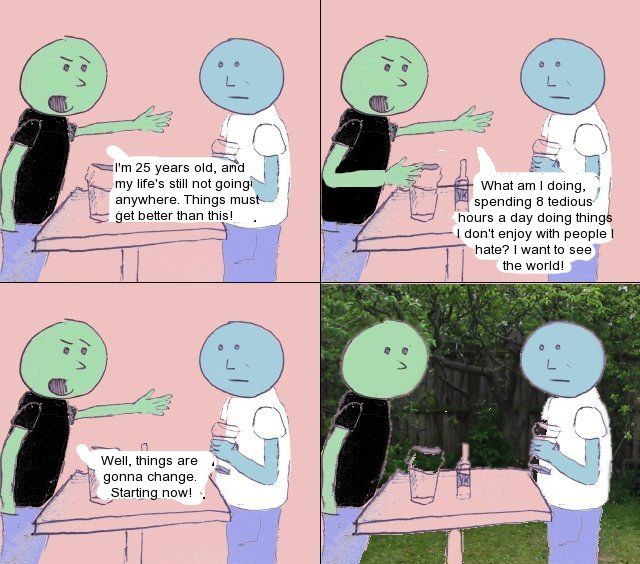 I'm 25 years old, and
my life's still not going
anywhere. Things must
get better than this!
What am I doing,
spending 8 tedious
hours a day doing things
I don't enjoy with people I
hate? I want to see
the world!
Well, things are
gonna change.
Starting now!